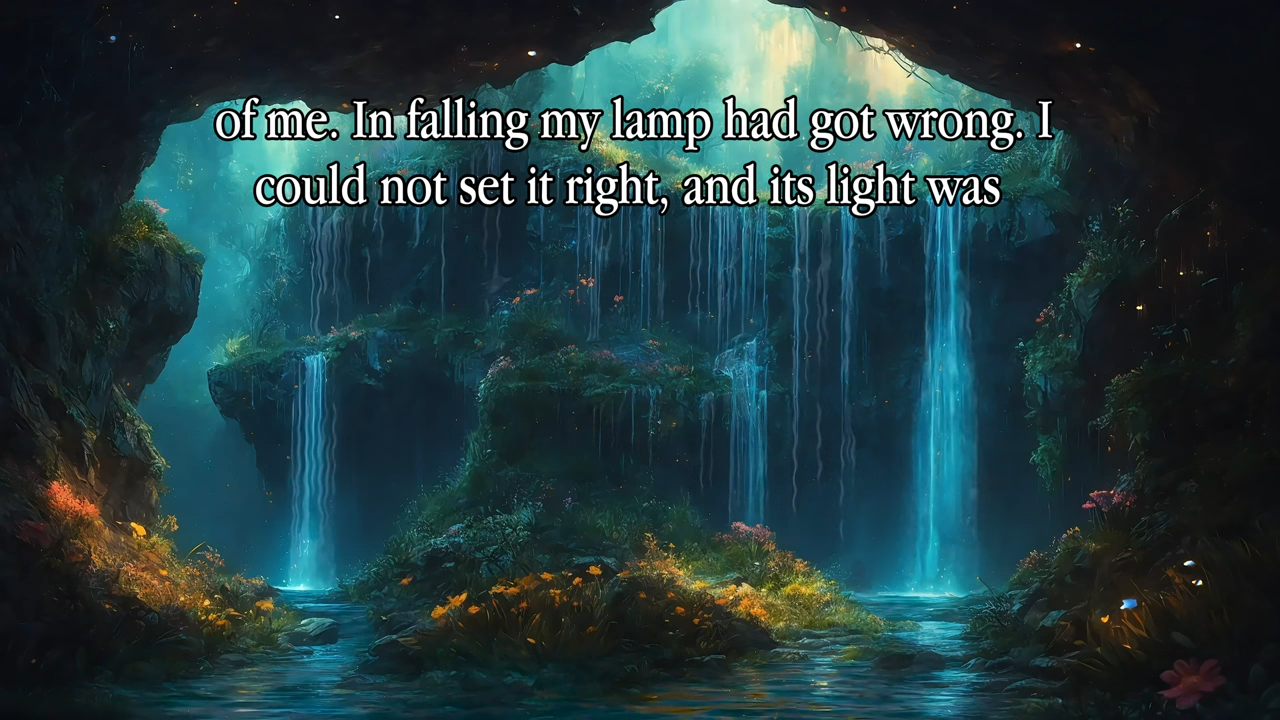 of me. In falling my lamp had got wrong. I
could not set it right, and its light was